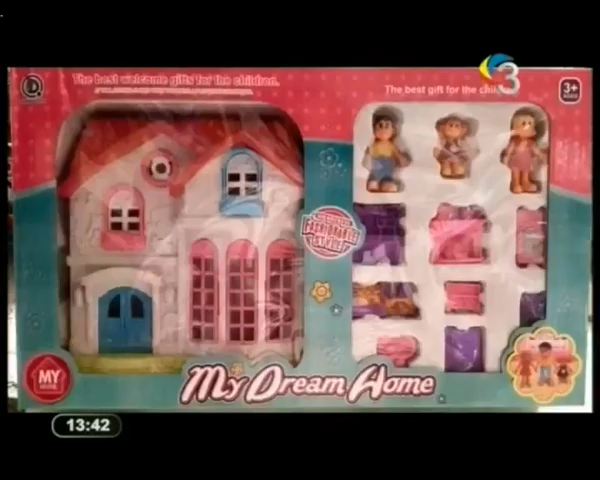 3
The best welcome gifts for the children.
The best gift for the
3+
My Dream Home
MY
13:42